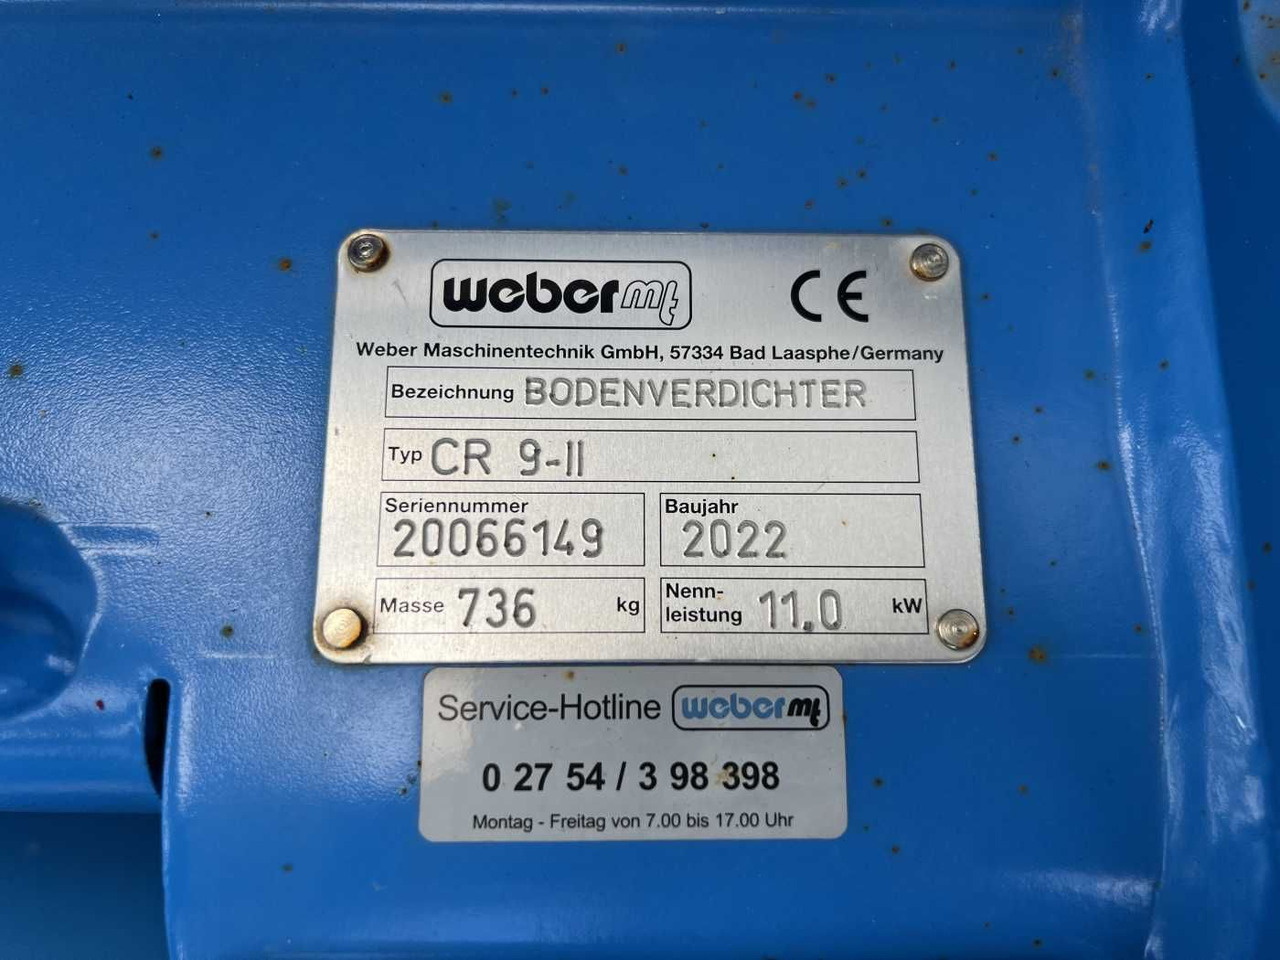 weber mt CE
Weber Maschinentechnik GmbH, 57334 Bad Laasphe/Germany
Bezeichnung BODENVERDICHTER
Typ CR 9-II
Seriennummer
20066149
Baujahr
2022
Masse 736 kg
Nenn-
leistung 11.0 kW
Service-Hotline weber mt
0 27 54 / 3 98 398
Montag - Freitag von 7.00 bis 17.00 Uhr